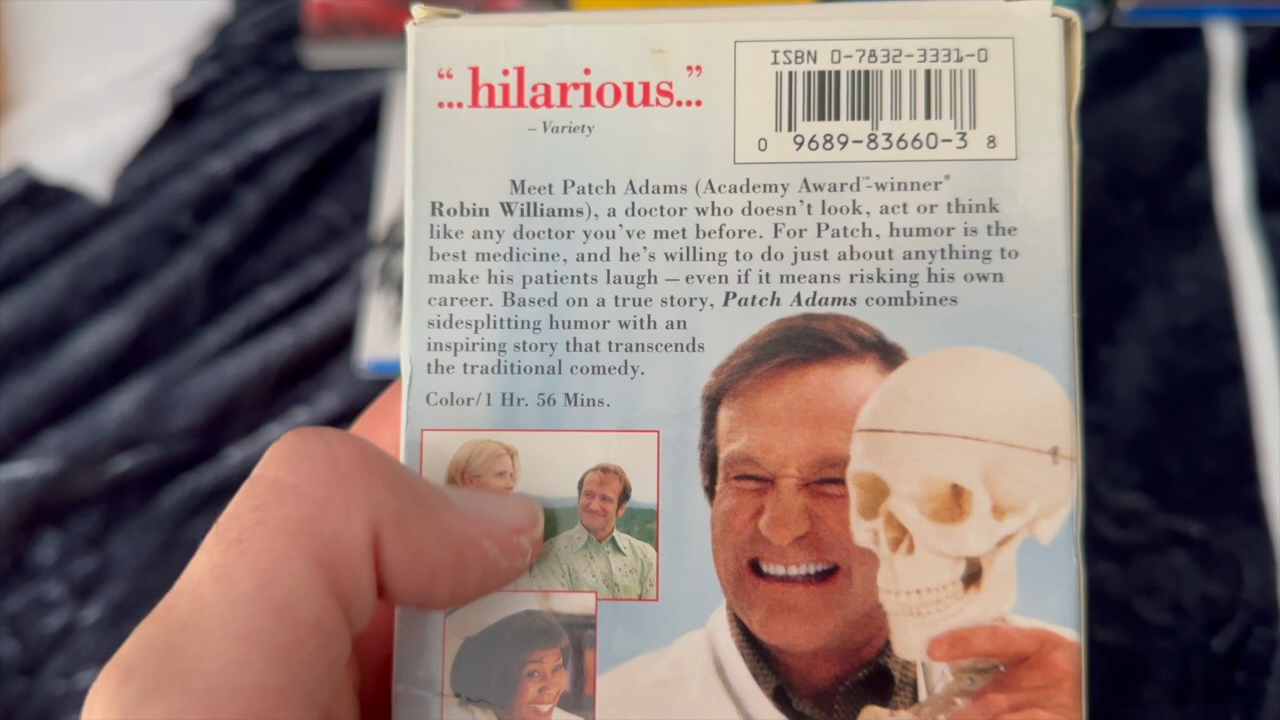 “...hilarious...”
– Variety
ISBN 0-7832-3331-0
0 9689-83660-3 8
Meet Patch Adams (Academy Award™-winner®
Robin Williams), a doctor who doesn’t look, act or think
like any doctor you’ve met before. For Patch, humor is the
best medicine, and he’s willing to do just about anything to
make his patients laugh – even if it means risking his own
career. Based on a true story, Patch Adams combines
sidesplitting humor with an
inspiring story that transcends
the traditional comedy.
Color/1 Hr. 56 Mins.